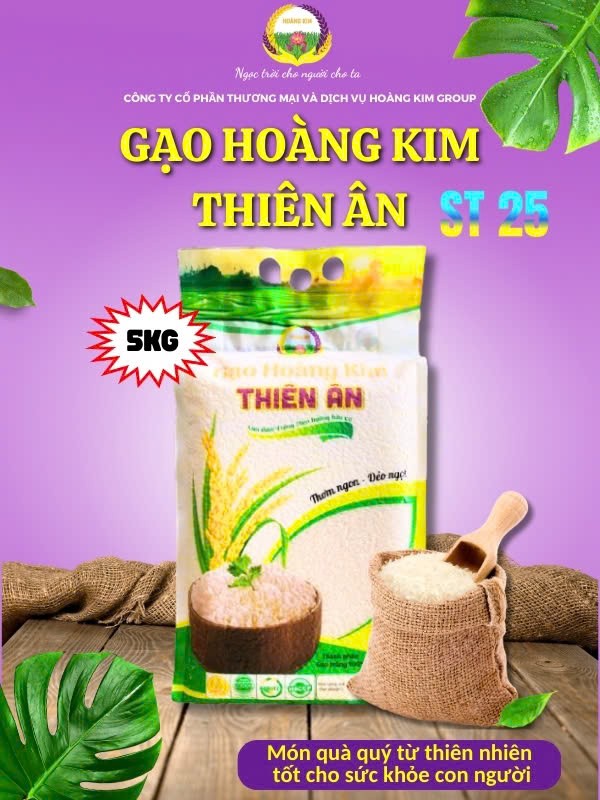 HOÀNG KIM
Ngọc trời cho người cho ta
CÔNG TY CỔ PHẦN THƯƠNG MẠI VÀ DỊCH VỤ HOÀNG KIM GROUP
GẠO HOÀNG KIM
THIÊN ÂN ST 25
5KG
Gạo Hoàng Kim
THIÊN ÂN
Thơm ngon - Dẻo ngọt
Món quà quý từ thiên nhiên
tốt cho sức khỏe con người